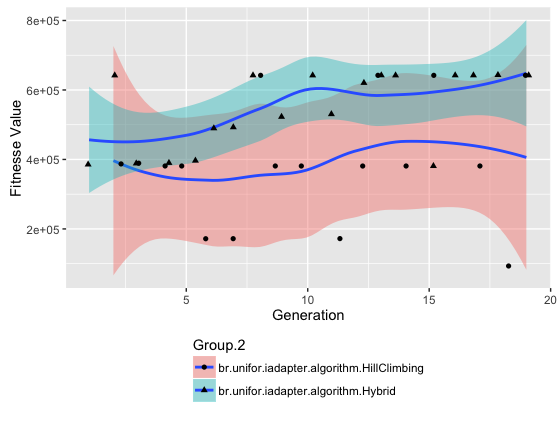 Fitnesse Value
8e+05
6e+05
4e+05
2e+05
5
10
15
20
Generation
Group.2
br.unifor.iadapter.algorithm.HillClimbing
br.unifor.iadapter.algorithm.Hybrid